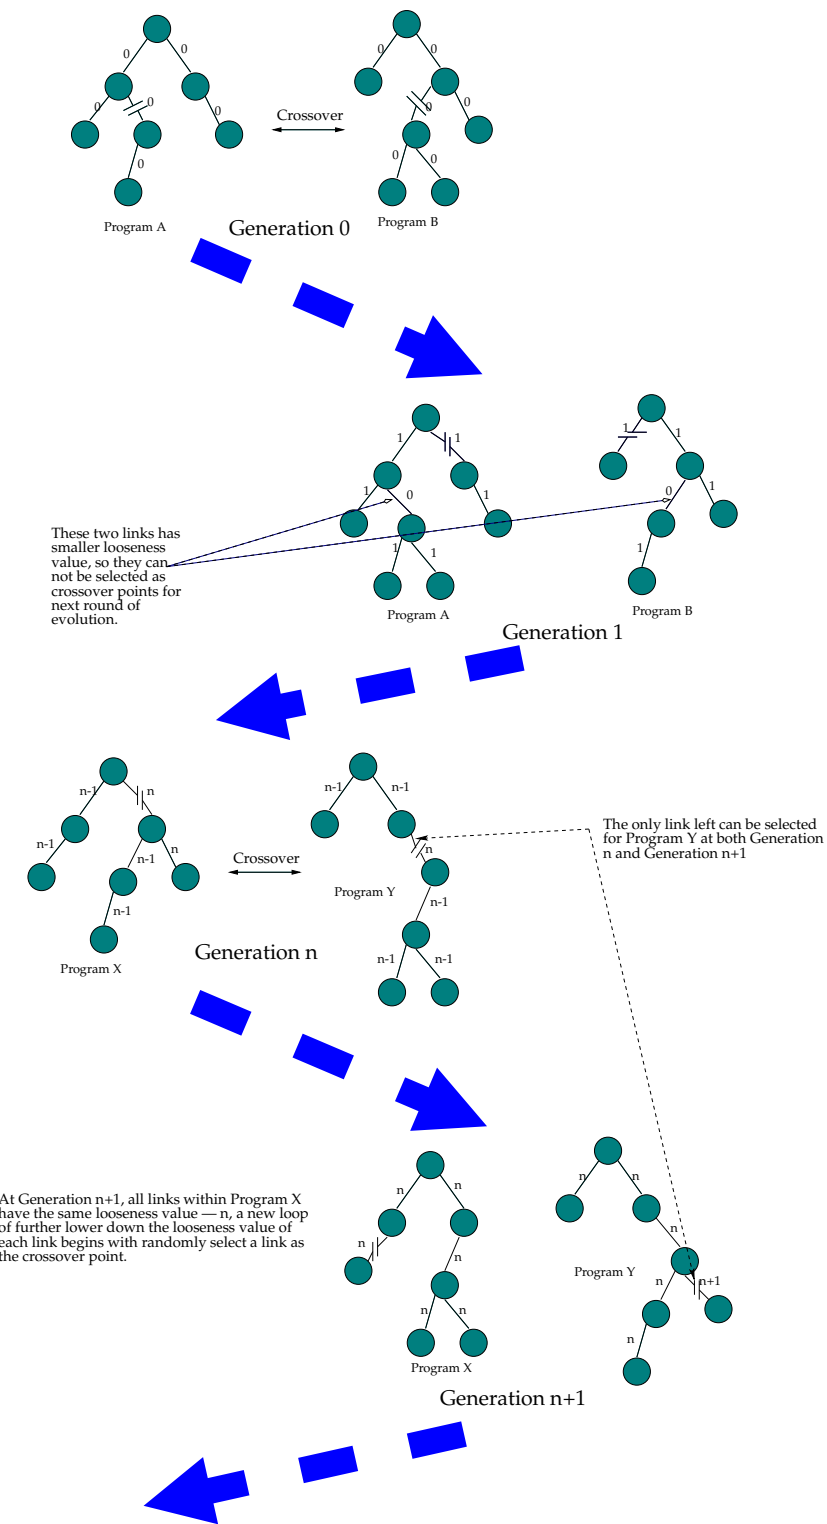 0
0
0
0
0
0
Crossover
0
0
0
0
0
0
Program A
Generation 0
Program B
1
1
1
0
1
1
1
1
1
0
1
1
These two links has
smaller looseness
value, so they can
not be selected as
crossover points for
next round of
evolution.
Program A
Program B
Generation 1
n-1
n
n-1
n-1
n
n-1
Crossover
n-1
n-1
n
n-1
n-1
n-1
Program Y
The only link left can be selected
for Program Y at both Generation
n and Generation n+1
Program X
Generation n
At Generation n+1, all links within Program X
have the same looseness value — n, a new loop
of further lower down the looseness value of
each link begins with randomly select a link as
the crossover point.
n
n
n
n
n
n
n
n
n
n
n+1
n
Program Y
Program X
Generation n+1